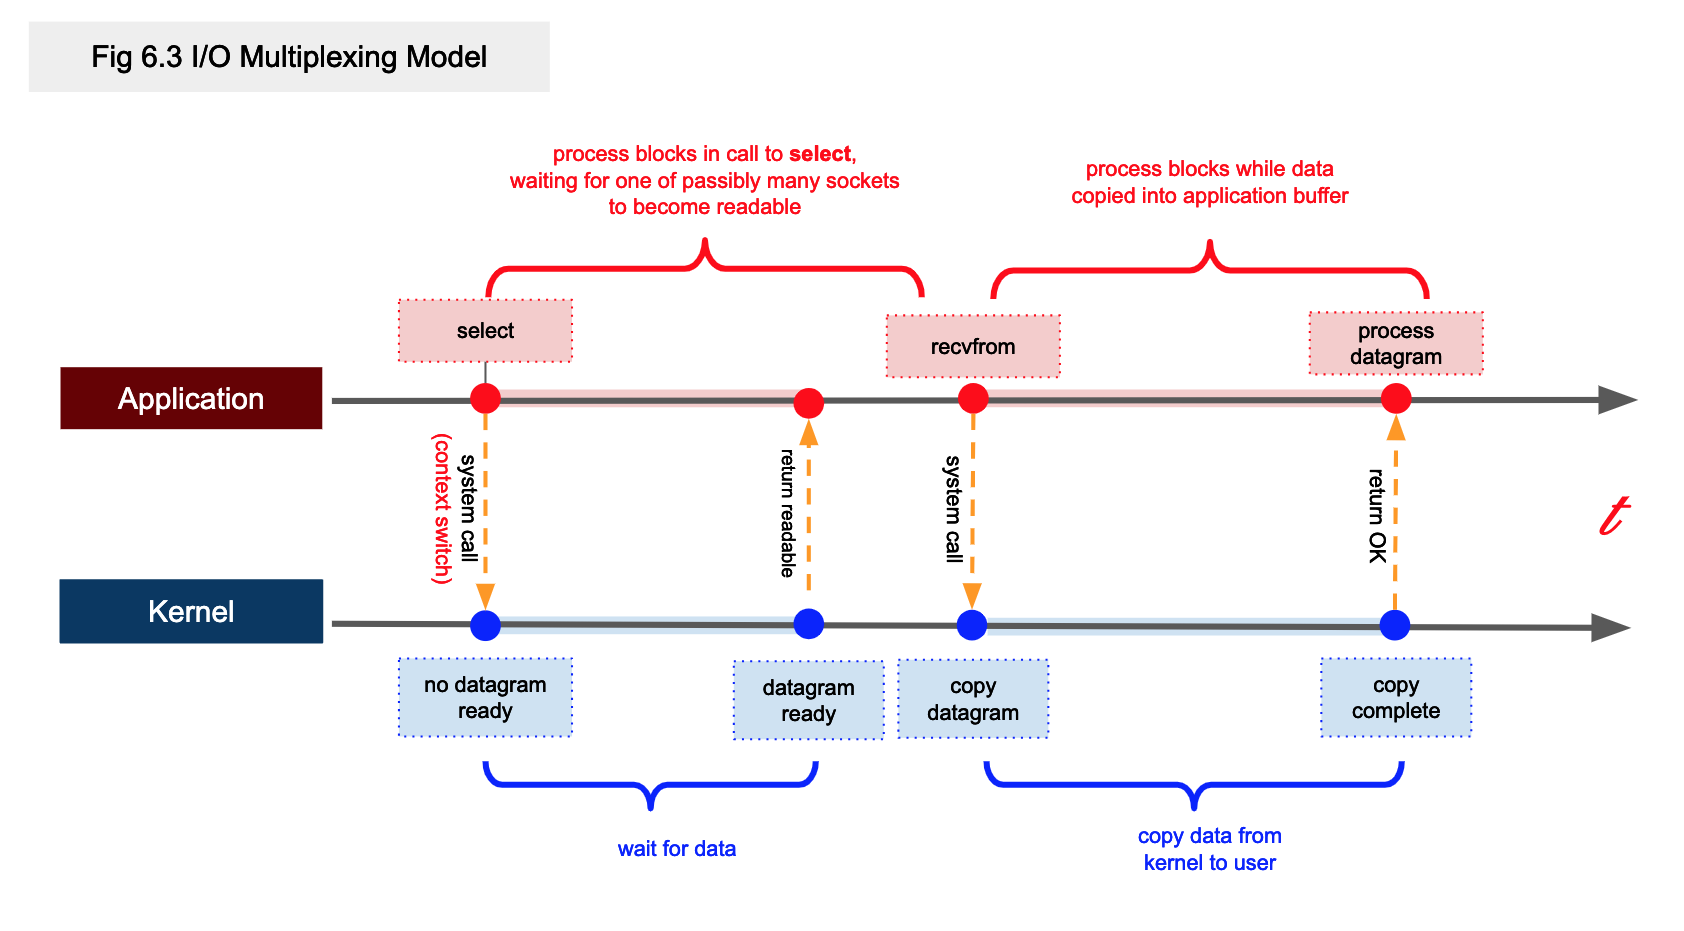 Fig 6.3 I/O Multiplexing Model
process blocks in call to select,
waiting for one of passibly many sockets
to become readable
process blocks while data
copied into application buffer
select
recvfrom
process
datagram
Application
system call
(context switch)
return readable
system call
return OK
t
Kernel
no datagram
ready
datagram
ready
copy
datagram
copy
complete
wait for data
copy data from
kernel to user